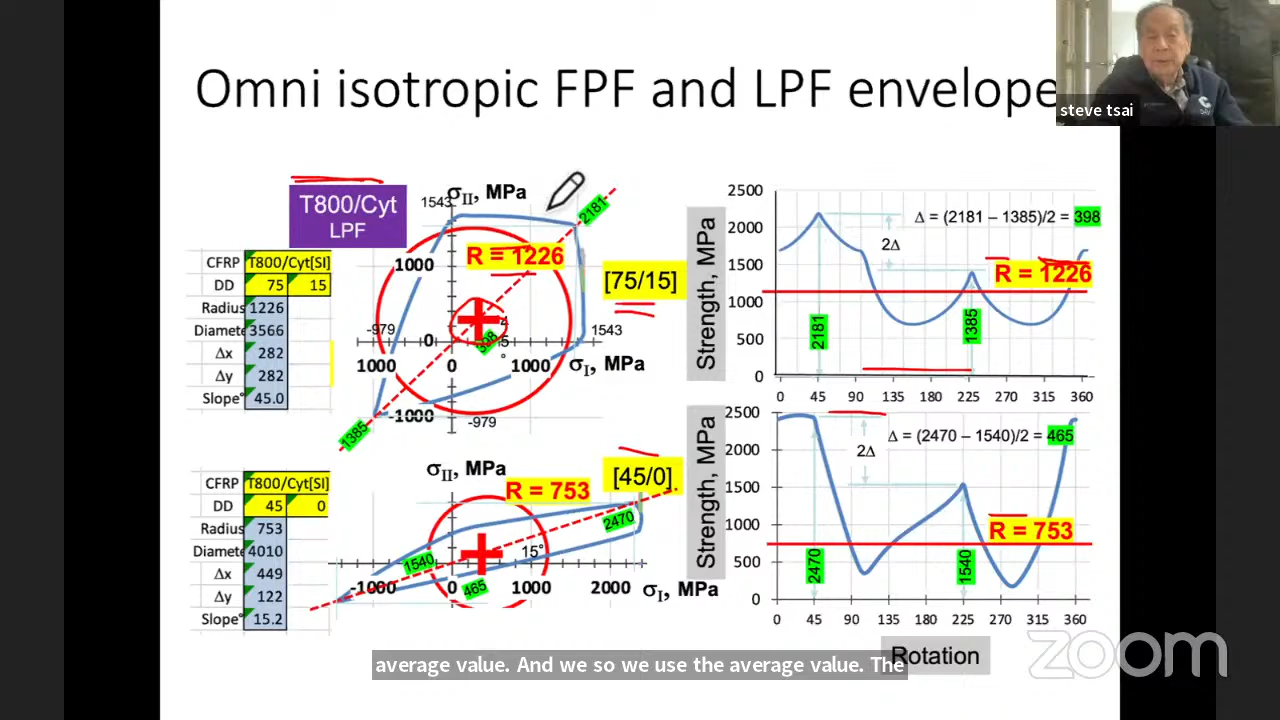 Omni isotropic FPF and LPF envelope
steve tsai
T800/Cyt
LPF
CFRP T800/Cyt[SI]
DD 75 15
Radius 1226
Diamete 3566
Δx 282
Δy 282
Slope° 45.0
σII, MPa
1543
2181
R = 1226
1000
[75/15]
-979
0
398
1543
1000 0 1000 σI, MPa
-1000
-979
1385
2500
2000
1500
1000
500
0
Strength, MPa
Δ = (2181 – 1385)/2 = 398
2Δ
R = 1226
2181
1385
0 45 90 135 180 225 270 315 360
CFRP T800/Cyt[SI]
DD 45 0
Radius 753
Diamete 4010
Δx 449
Δy 122
Slope° 15.2
σII, MPa
[45/0]
R = 753
2470
15°
1540
465
-1000 0 1000 2000 σI, MPa
2500
2000
1500
1000
500
0
Strength, MPa
Δ = (2470 – 1540)/2 = 465
2Δ
R = 753
2470
1540
0 45 90 135 180 225 270 315 360
Rotation
zoom
average value. And we so we use the average value. The